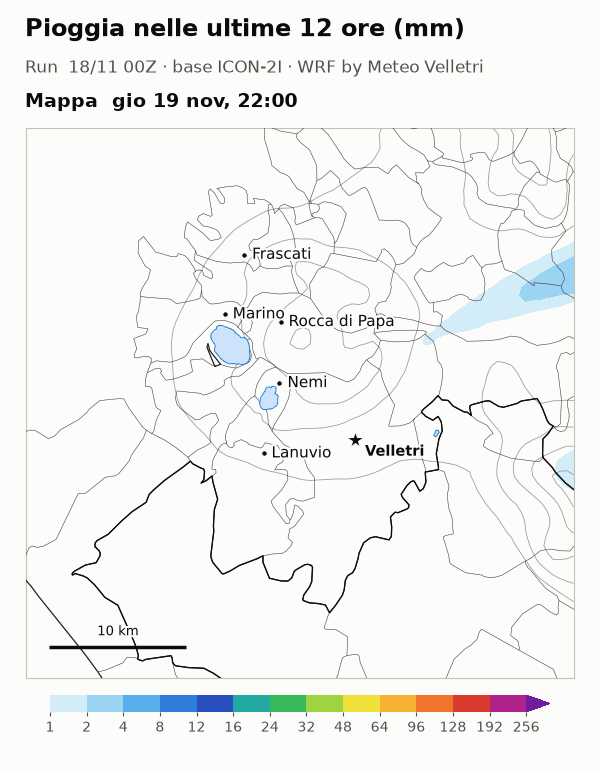 Pioggia nelle ultime 12 ore (mm)
Run 18/11 00Z · base ICON-2I · WRF by Meteo Velletri
Mappa gio 19 nov, 22:00
Frascati
Marino
Rocca di Papa
Nemi
Velletri
Lanuvio
10 km
1 2 4 8 12 16 24 32 48 64 96 128 192 256